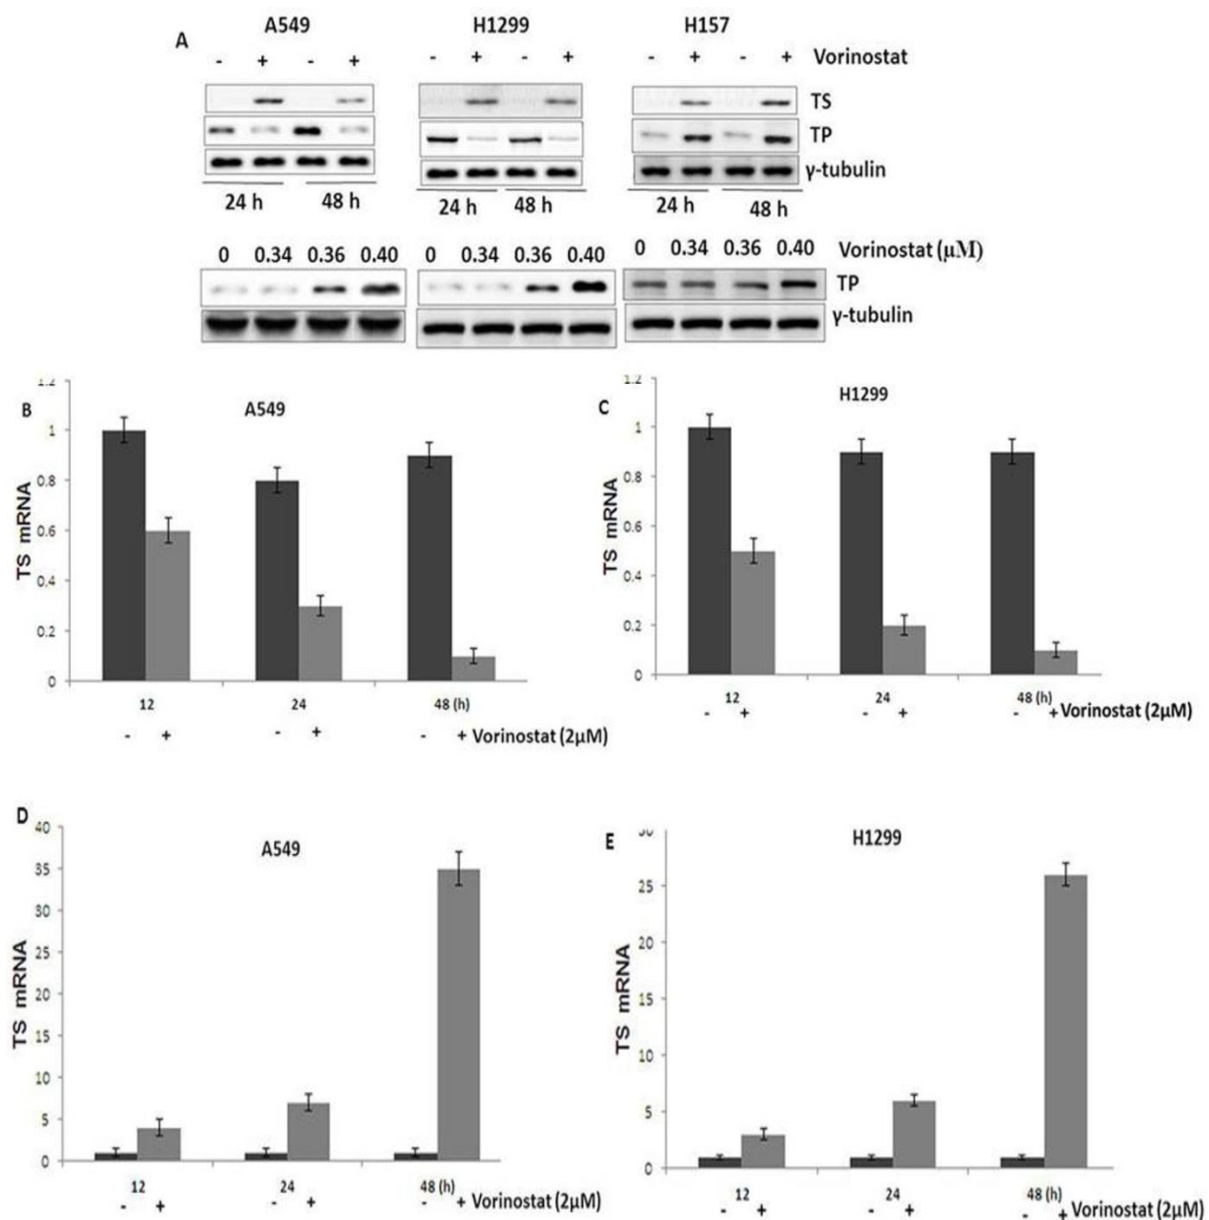 A
A549 H1299 H157
- + - + - + - + - + - + Vorinostat
TS
TP
γ-tubulin
24 h 48 h 24 h 48 h 24 h 48 h
0 0.34 0.36 0.40 0 0.34 0.36 0.40 0 0.34 0.36 0.40 Vorinostat (μM)
TP
γ-tubulin
B
A549
TS mRNA
1.2
1
0.8
0.6
0.4
0.2
0
12 24 48 (h)
- + - + - + Vorinostat (2μM)
C
H1299
TS mRNA
1.2
1
0.8
0.6
0.4
0.2
0
12 24 48 (h)
- + - + - + Vorinostat (2μM)
D
A549
TS mRNA
40
35
30
25
20
15
10
5
0
12 24 48 (h)
- + - + - + Vorinostat (2μM)
E
H1299
TS mRNA
25
20
15
10
5
0
12 24 48 (h)
- + - + - + Vorinostat (2μM)